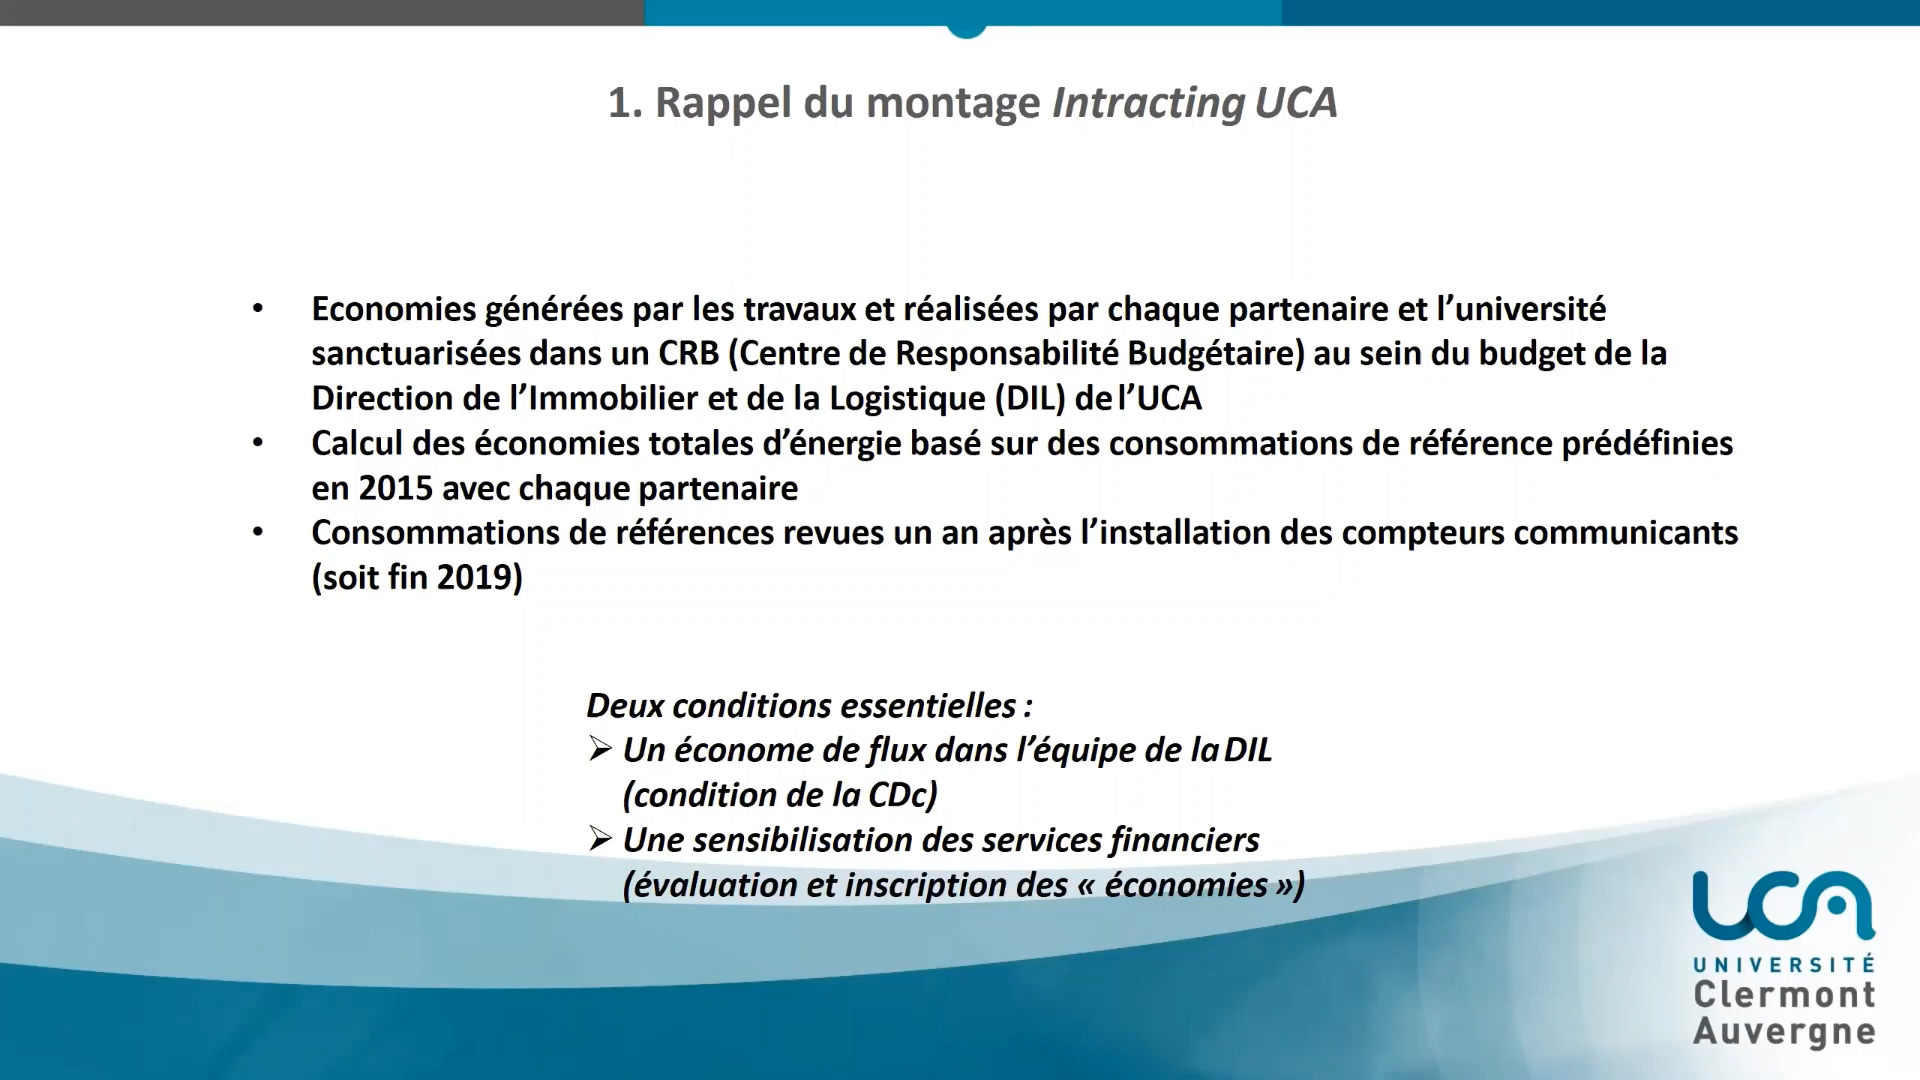 1. Rappel du montage Intracting UCA
• Economies générées par les travaux et réalisées par chaque partenaire et l’université
sanctuarisées dans un CRB (Centre de Responsabilité Budgétaire) au sein du budget de la
Direction de l’Immobilier et de la Logistique (DIL) de l’UCA
• Calcul des économies totales d’énergie basé sur des consommations de référence prédéfinies
en 2015 avec chaque partenaire
• Consommations de références revues un an après l’installation des compteurs communicants
(soit fin 2019)
Deux conditions essentielles :
➢ Un économe de flux dans l’équipe de la DIL
(condition de la CDc)
➢ Une sensibilisation des services financiers
(évaluation et inscription des « économies »)
UCA
UNIVERSITÉ
Clermont
Auvergne